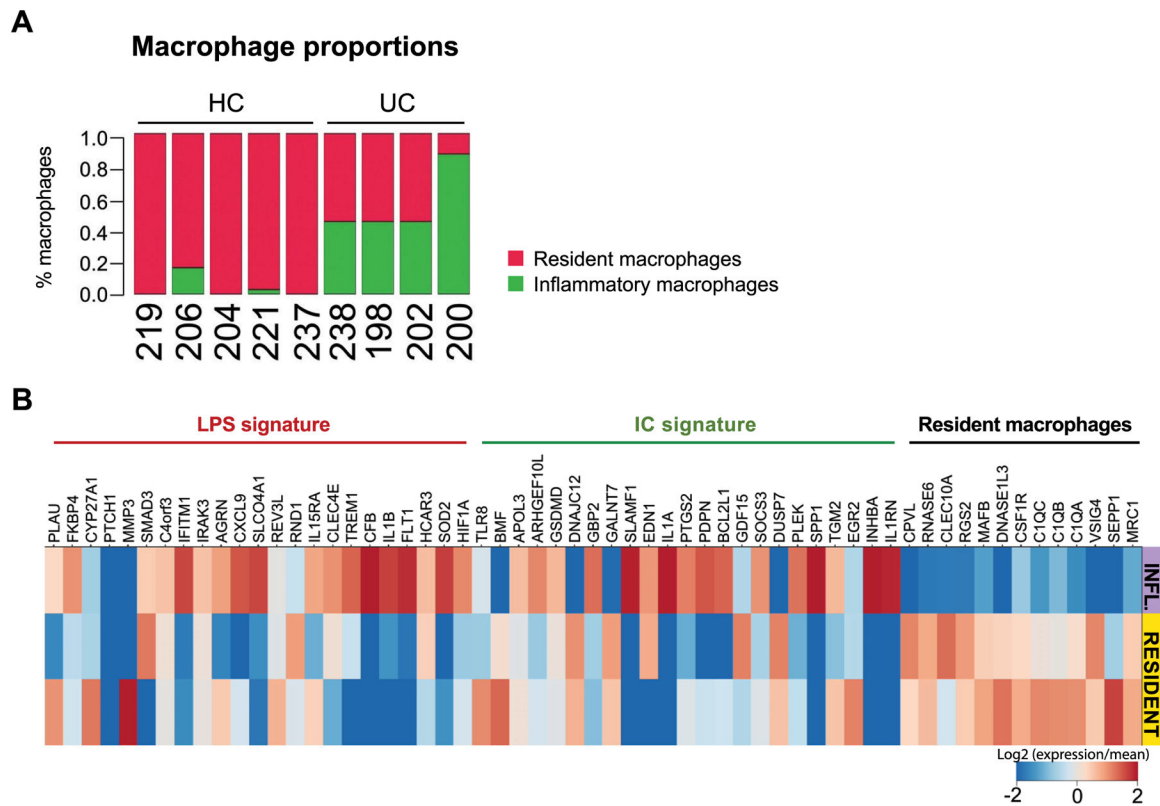 A
Macrophage proportions
HC
UC
% macrophages
1.0
0.8
0.6
0.4
0.2
0.0
219
206
204
221
237
238
198
202
200
Resident macrophages
Inflammatory macrophages
B
LPS signature
IC signature
Resident macrophages
PLAU
FKBP4
CYP27A1
PTCH1
MMP3
SMAD3
C4orf3
IFITM1
IRAK3
AGRN
CXCL9
SLCO4A1
REV3L
RND1
IL15RA
CLEC4E
TREM1
CFB
IL1B
FLT1
HCAR3
SOD2
HIF1A
TLR8
BMF
APOL3
ARHGEF10L
GSDMD
DNAJC12
GBP2
GALNT7
SLAMF1
EDN1
IL1A
PTGS2
PDPN
BCL2L1
GDF15
SOCS3
DUSP7
PLEK
SPP1
TGM2
EGR2
INHBA
IL1RN
CPVL
RNASE6
CLEC10A
RGS2
MAFB
DNASE1L3
CSF1R
C1QC
C1QB
C1QA
VSIG4
SEPP1
MRC1
INFL.
RESIDENT
Log2 (expression/mean)
-2 0 2